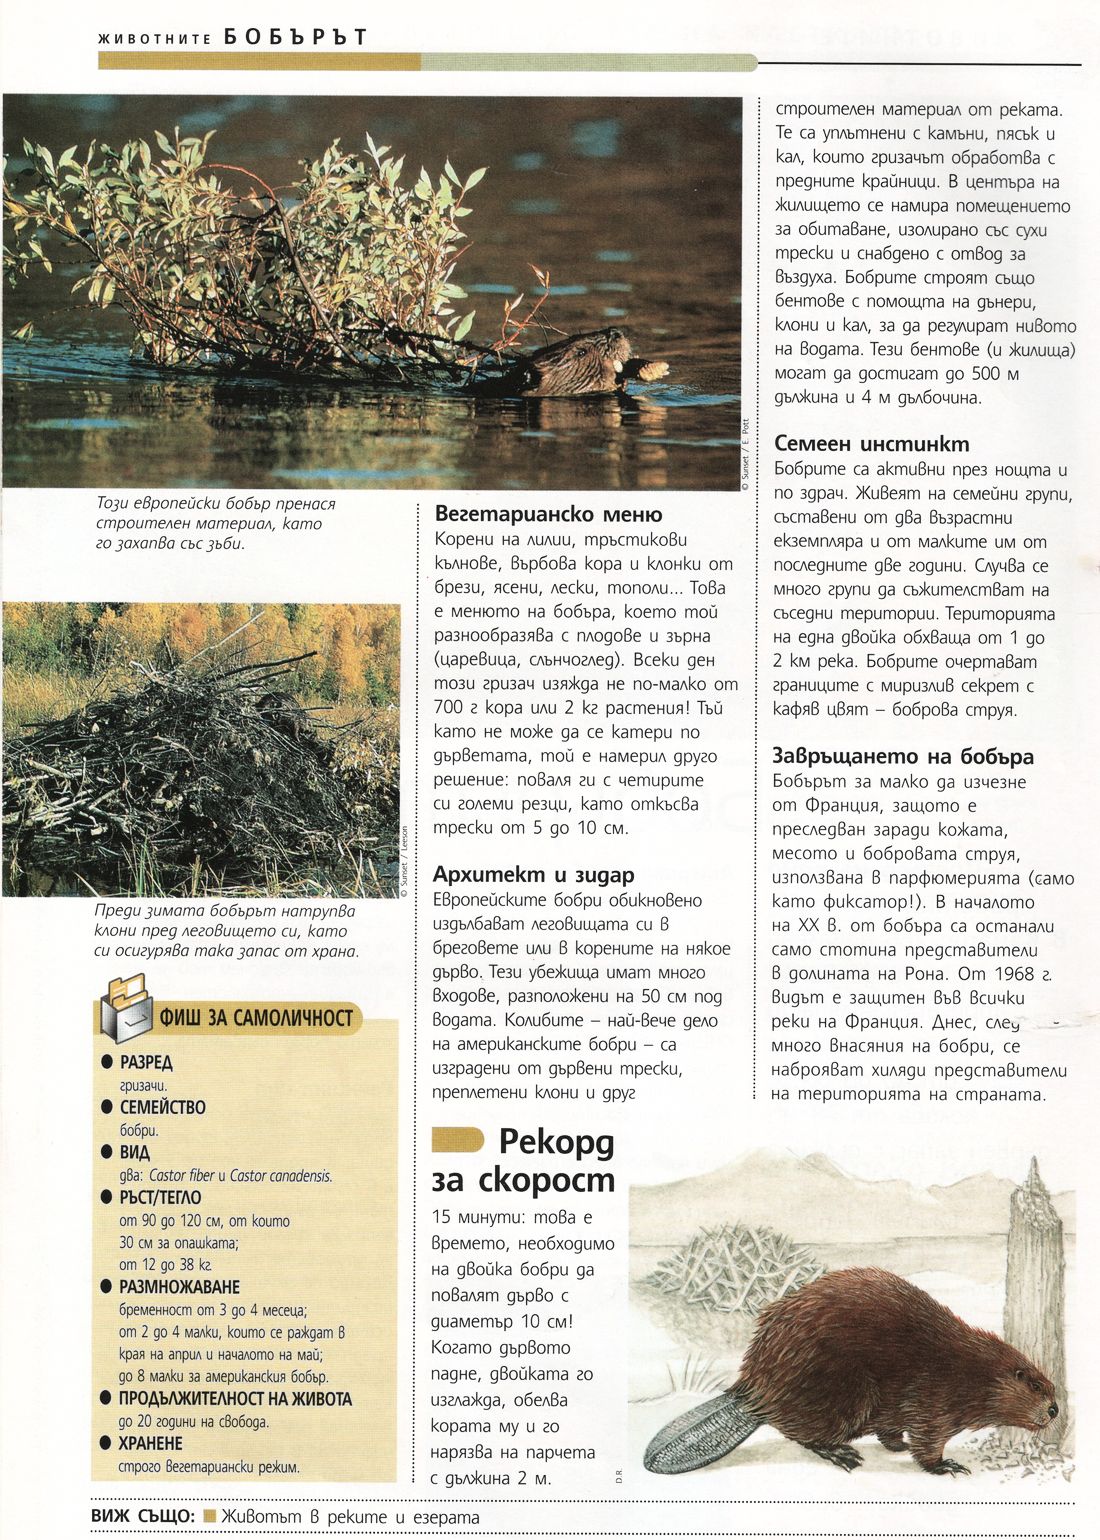 ЖИВОТНИТЕ БОБЪРЪТ
© Sunset / E. Pott
Този европейски бобър пренася
строителен материал, като
го захапва със зъби.
© Sunset / Leeson
Преди зимата бобърът натрупва
клони пред леговището си, като
си осигурява така запас от храна.
ФИШ ЗА САМОЛИЧНОСТ
● РАЗРЕД
гризачи.
● СЕМЕЙСТВО
бобри.
● ВИД
два: Castor fiber и Castor canadensis.
● РЪСТ/ТЕГЛО
от 90 до 120 см, от които
30 см за опашката;
от 12 до 38 кг.
● РАЗМНОЖАВАНЕ
бременност от 3 до 4 месеца;
от 2 до 4 малки, които се раждат в
края на април и началото на май;
до 8 малки за американския бобър.
● ПРОДЪЛЖИТЕЛНОСТ НА ЖИВОТА
до 20 години на свобода.
● ХРАНЕНЕ
строго вегетариански режим.
Вегетарианско меню
Корени на лилии, тръстикови
кълнове, върбова кора и клонки от
брези, ясени, лески, тополи... Това
е менюто на бобъра, което той
разнообразява с плодове и зърна
(царевица, слънчоглед). Всеки ден
този гризач изяжда не по-малко от
700 г кора или 2 кг растения! Тъй
като не може да се катери по
дърветата, той е намерил друго
решение: поваля ги с четирите
си големи резци, като откъсва
трески от 5 до 10 см.
Архитект и зидар
Европейските бобри обикновено
издълбават леговищата си в
бреговете или в корените на някое
дърво. Тези убежища имат много
входове, разположени на 50 см под
водата. Колибите – най-вече дело
на американските бобри – са
изградени от дървени трески,
преплетени клони и друг
строителен материал от реката.
Те са уплътнени с камъни, пясък и
кал, които гризачът обработва с
предните крайници. В центъра на
жилището се намира помещението
за обитаване, изолирано със сухи
трески и снабдено с отвод за
въздуха. Бобрите строят също
бентове с помощта на дънери,
клони и кал, за да регулират нивото
на водата. Тези бентове (и жилища)
могат да достигат до 500 м
дължина и 4 м дълбочина.
Семеен инстинкт
Бобрите са активни през нощта и
по здрач. Живеят на семейни групи,
съставени от два възрастни
екземпляра и от малките им от
последните две години. Случва се
много групи да съжителстват на
съседни територии. Територията
на една двойка обхваща от 1 до
2 км река. Бобрите очертават
границите с миризлив секрет с
кафяв цвят – боброва струя.
Завръщането на бобъра
Бобърът за малко да изчезне
от Франция, защото е
преследван заради кожата,
месото и бобровата струя,
използвана в парфюмерията (само
като фиксатор!). В началото
на XX в. от бобъра са останали
само стотина представители
в долината на Рона. От 1968 г.
видът е защитен във всички
реки на Франция. Днес, след
много внасяния на бобри, се
наброяват хиляди представители
на територията на страната.
Рекорд
за скорост
15 минути: това е
времето, необходимо
на двойка бобри да
повалят дърво с
диаметър 10 см!
Когато дървото
падне, двойката го
изглажда, обелва
кората му и го
нарязва на парчета
с дължина 2 м.
D.R.
ВИЖ СЪЩО: Животът в реките и езерата